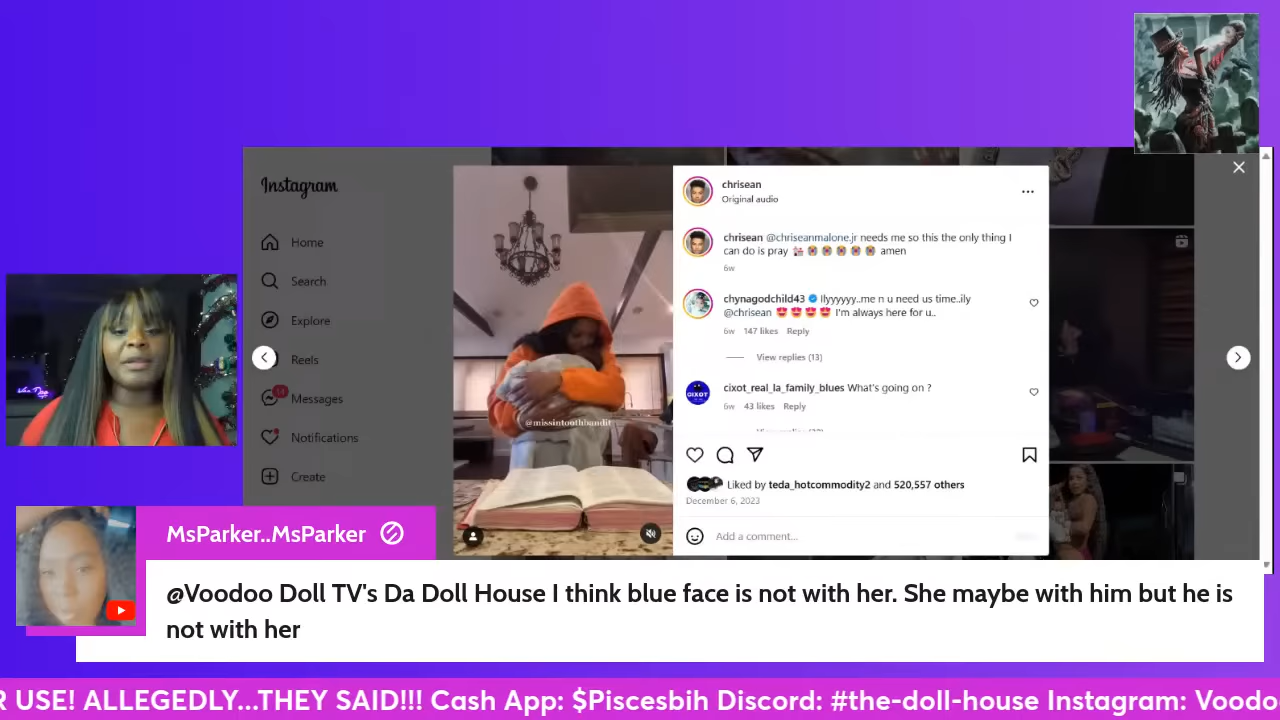 Instagram
Home
Search
Explore
Reels
Messages
Notifications
Create
@missintoothbandit
chrisean
Original audio
chrisean @chriseanmalone.jr needs me so this the only thing I
can do is pray 💒 😭 😭 😭 😭 😭 amen
6w
chynagodchild43 ilyyyyyy..me n u need us time..ily
@chrisean 😍 😍 😍 😍 I'm always here for u..
6w 147 likes Reply
View replies (13)
cixot_real_la_family_blues What's going on ?
6w 43 likes Reply
Liked by teda_hotcommodity2 and 520,557 others
December 6, 2023
Add a comment...
MsParker..MsParker
@Voodoo Doll TV's Da Doll House I think blue face is not with her. She maybe with him but he is
not with her
R USE! ALLEGEDLY...THEY SAID!!! Cash App: $Piscesbih Discord: #the-doll-house Instagram: Voodo